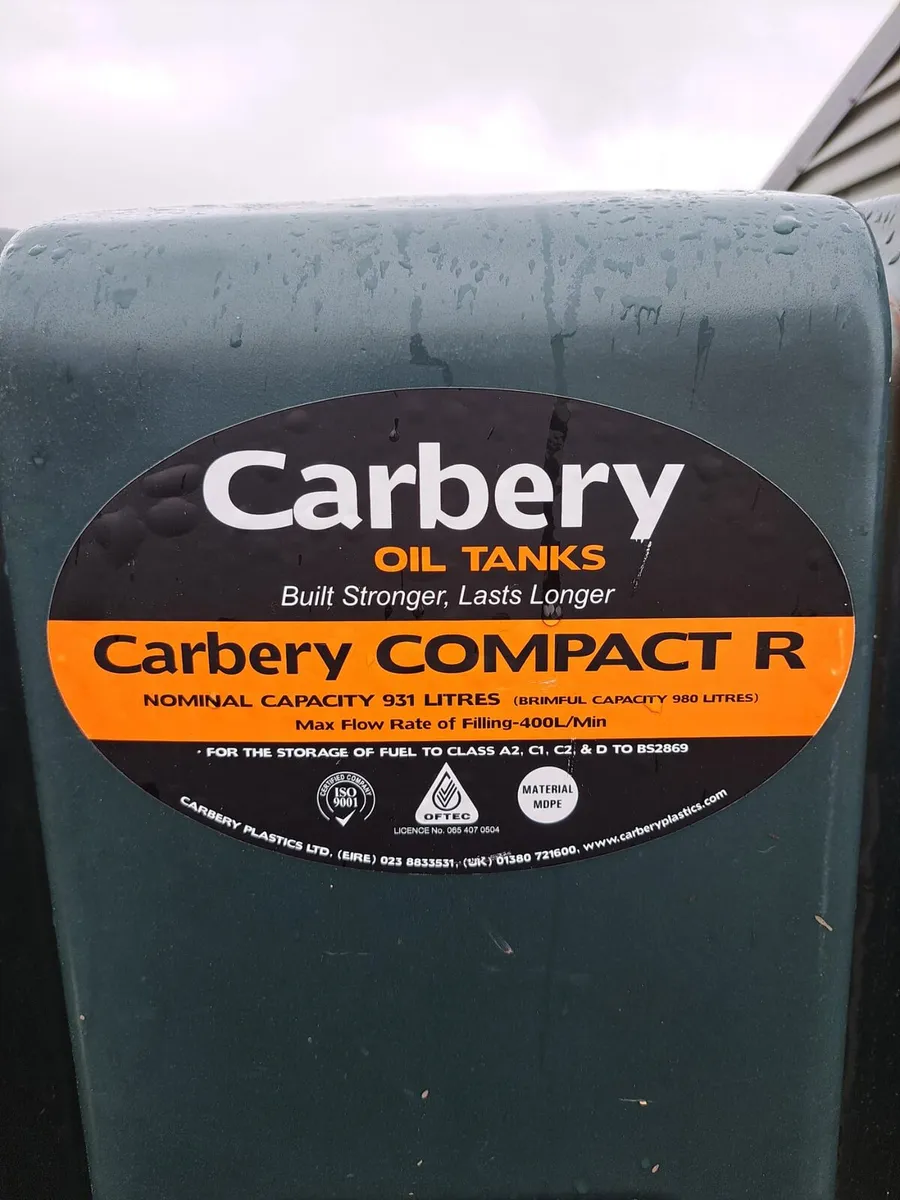 Carbery
OIL TANKS
Built Stronger, Lasts Longer
Carbery COMPACT R
NOMINAL CAPACITY 931 LITRES (BRIMFUL CAPACITY 980 LITRES)
Max Flow Rate of Filling-400L/Min
• FOR THE STORAGE OF FUEL TO CLASS A2, C1, C2, & D TO BS2869
CERTIFIED COMPANY
ISO
9001
OFTEC
LICENCE No. 065 407 0504
MATERIAL
MDPE
CARBERY PLASTICS LTD, (EIRE) 023 8833531, (UK) 01380 721600, www.carberyplastics.com